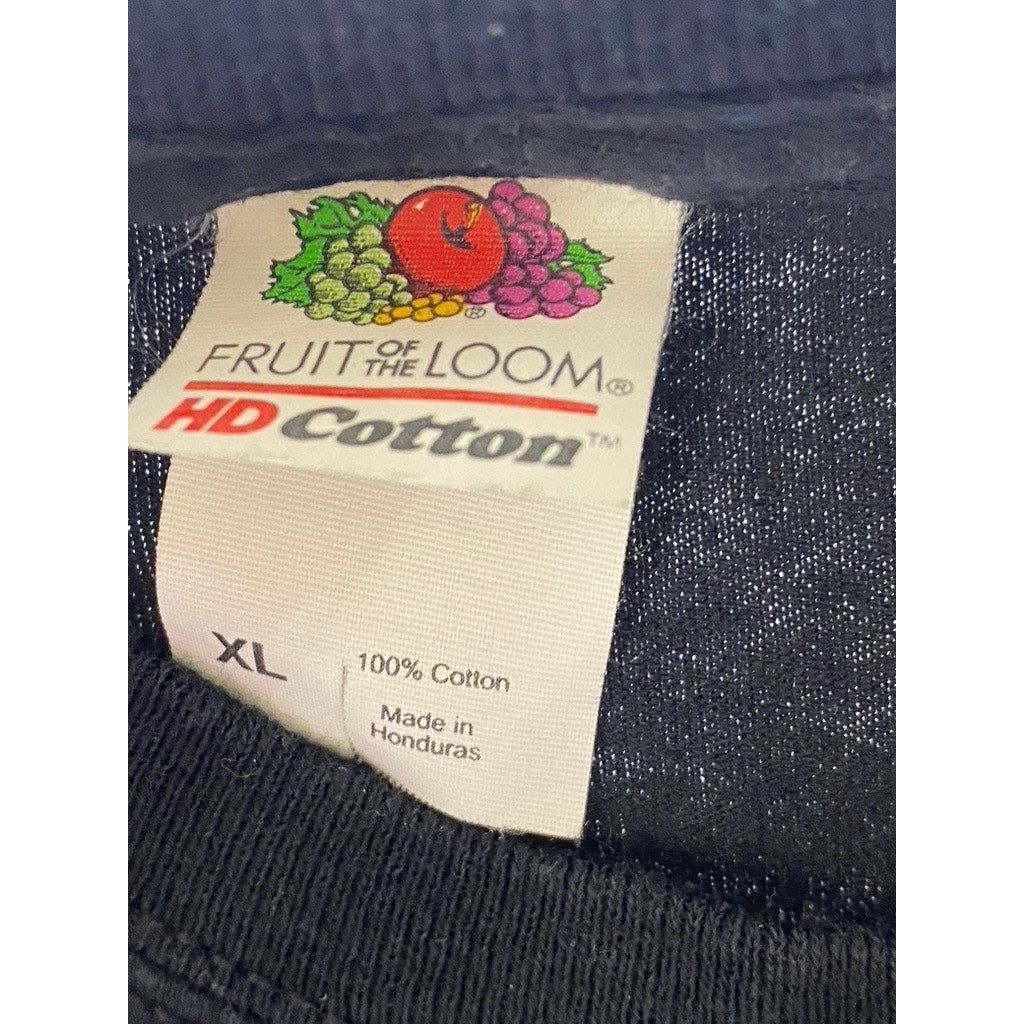 ®
FRUIT OF THE LOOM®
HD Cotton™
XL
100% Cotton
Made in
Honduras